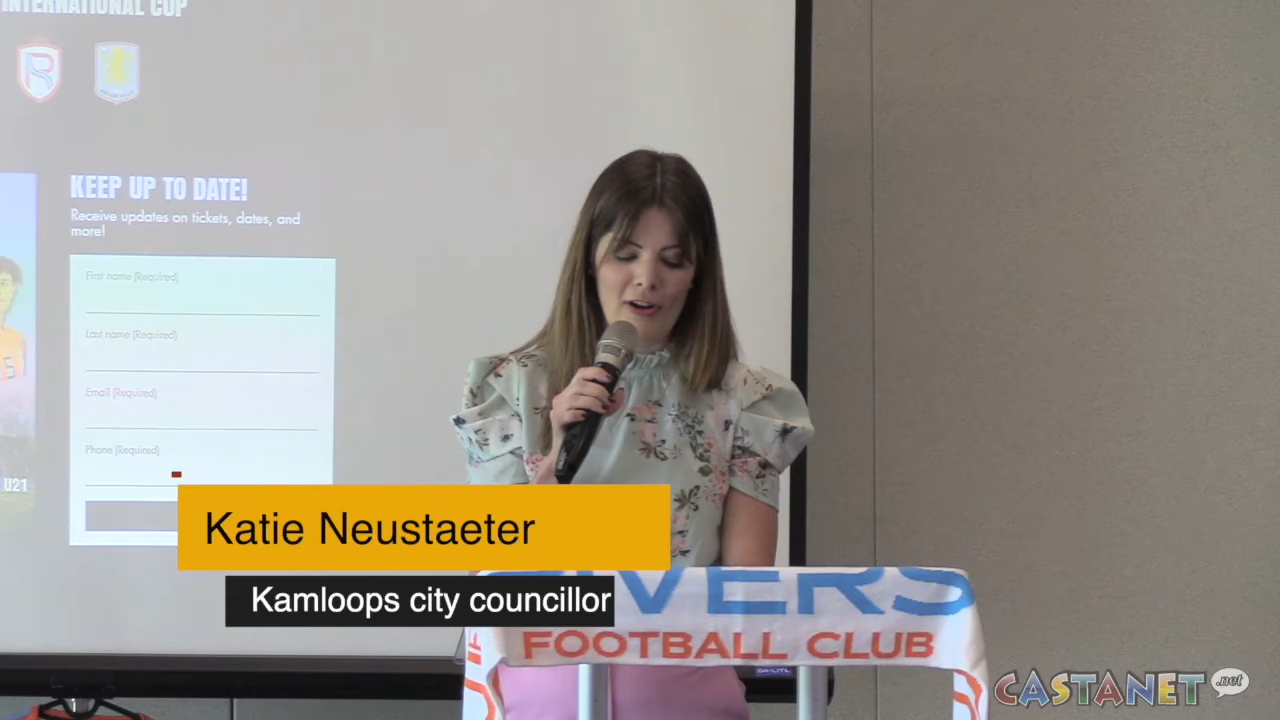 INTERNATIONAL CUP
KEEP UP TO DATE!
Receive updates on tickets, dates, and
more!
First name (Required)
Last name (Required)
Email (Required)
Phone (Required)
U21
Katie Neustaeter
Kamloops city councillor
IVERS
FOOTBALL CLUB
CASTANET.net